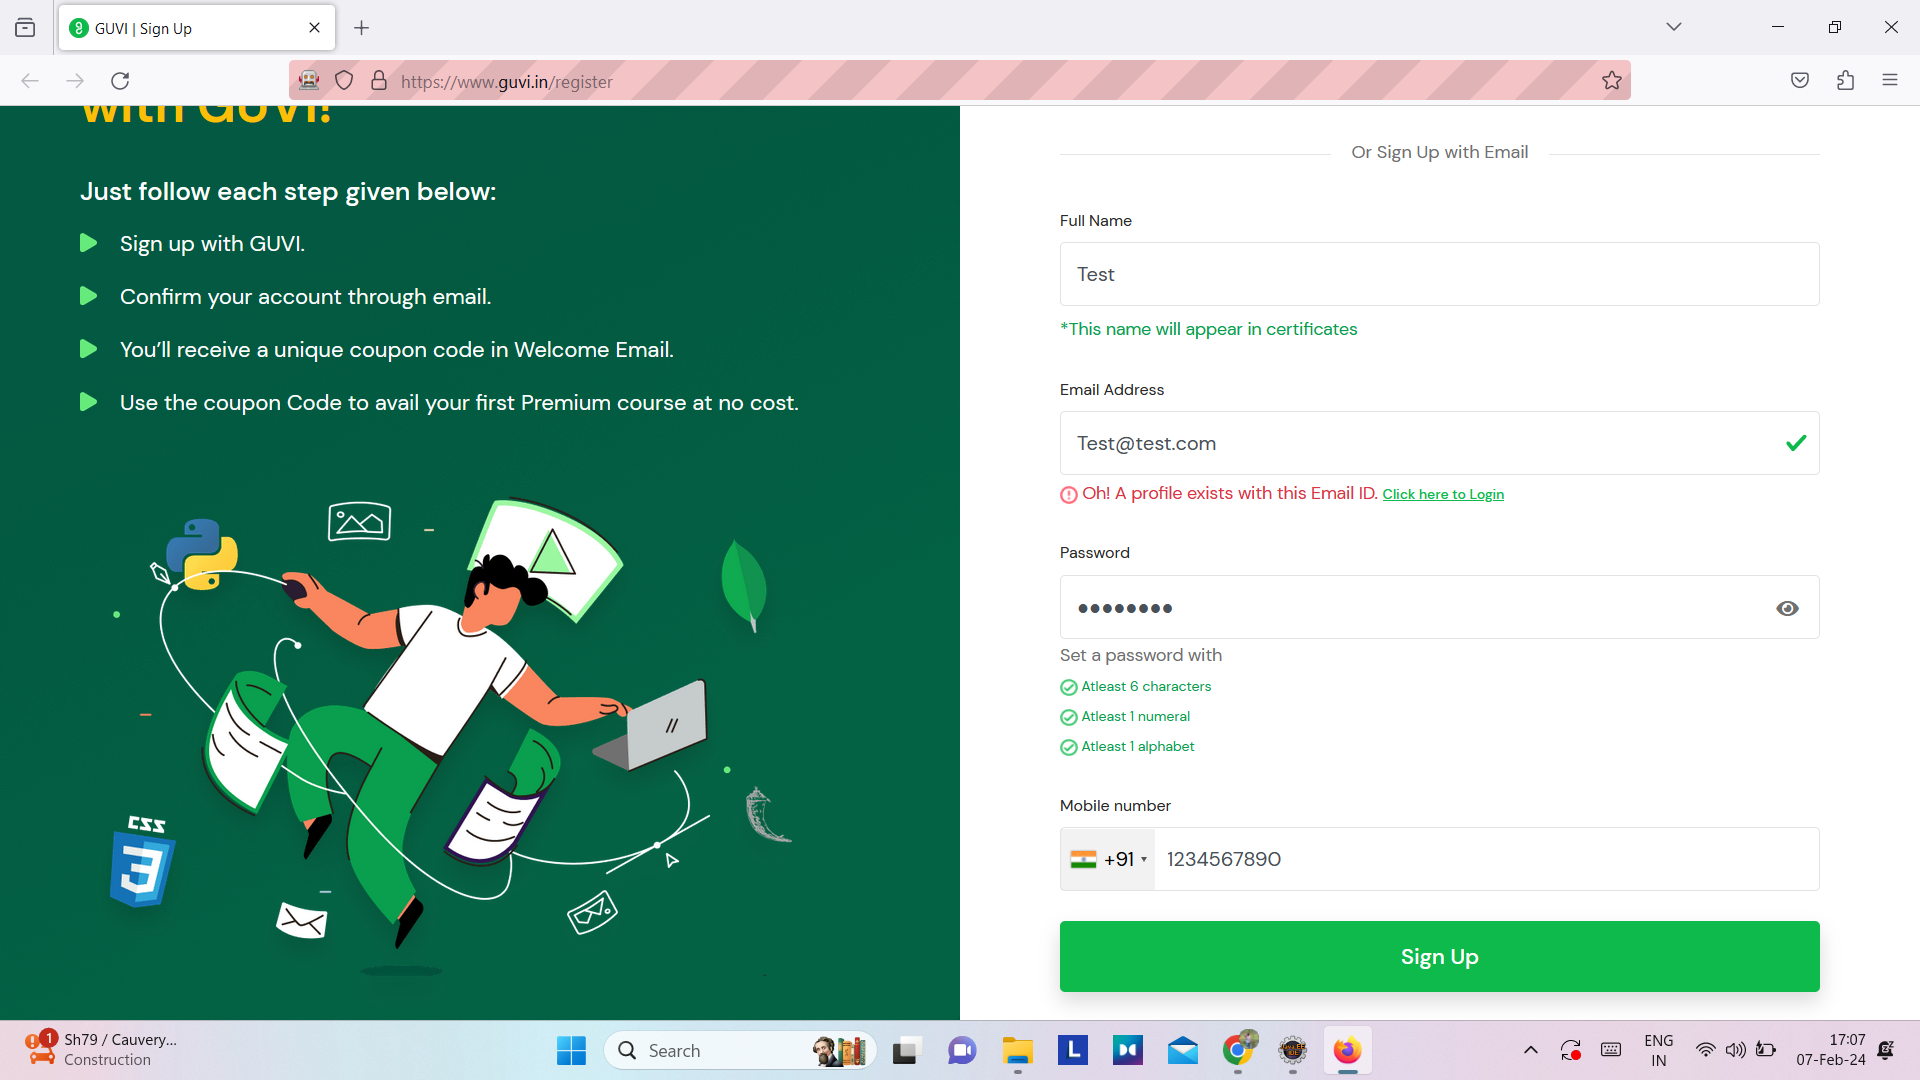 GUVI | Sign Up
https://www.guvi.in/register
with GUVI!
Just follow each step given below:
Sign up with GUVI.
Confirm your account through email.
You’ll receive a unique coupon code in Welcome Email.
Use the coupon Code to avail your first Premium course at no cost.
CSS
3
//
Or Sign Up with Email
Full Name
Test
*This name will appear in certificates
Email Address
Test@test.com
Oh! A profile exists with this Email ID. Click here to Login
Password
●●●●●●●●
Set a password with
Atleast 6 characters
Atleast 1 numeral
Atleast 1 alphabet
Mobile number
+91 1234567890
Sign Up
1
Sh79 / Cauvery...
Construction
Search
L
ENG
IN
17:07
07-Feb-24